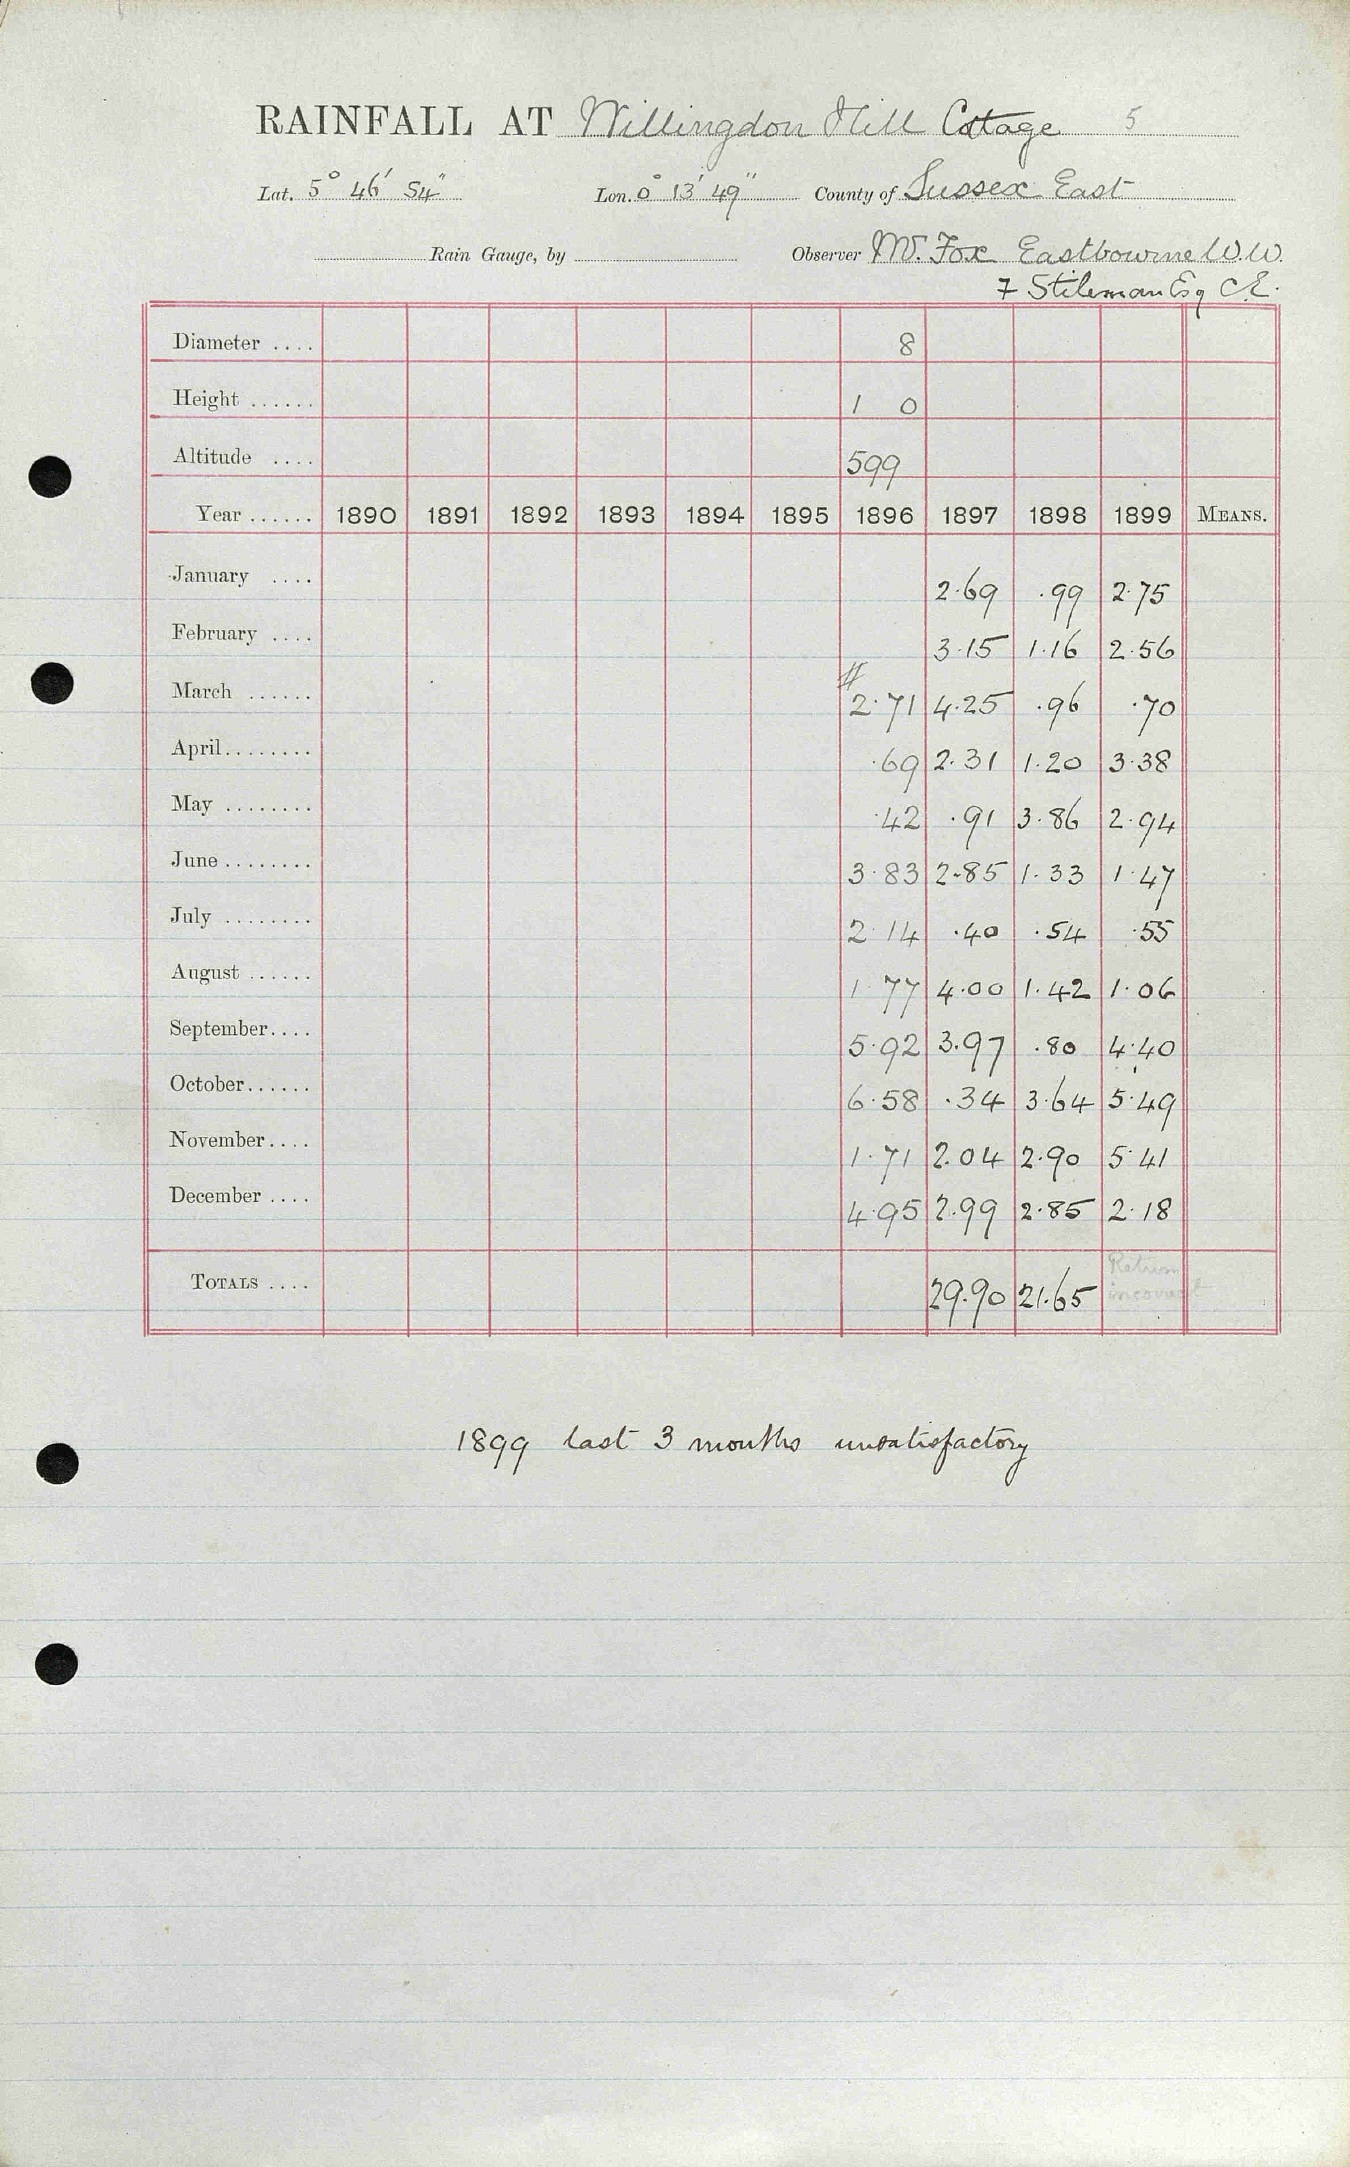 RAINFALL AT Willingdon Hill Cottage 5
Lat. 5° 46' 54" Lon. 0° 13' 49" County of Sussex East
Rain Gauge, by Observer W. Fox Eastbourne W.W.
F Stileman Esq C.E.
Diameter .... 8
Height ...... 1 0
Altitude .... 599
Year ...... 1890 1891 1892 1893 1894 1895 1896 1897 1898 1899 MEANS.
January .... 2.69 .99 2.75
February .... 3.15 1.16 2.56
#
March ...... 2.71 4.25 .96 .70
April ........ .69 2.31 1.20 3.38
May ........ .42 .91 3.86 2.94
June ........ 3.83 2.85 1.33 1.47
July ........ 2.14 .40 .54 .55
August ...... 1.77 4.00 1.42 1.06
September .... 5.92 3.97 .80 4.40
October ...... 6.58 .34 3.64 5.49
November .... 1.71 2.04 2.90 5.41
December .... 4.95 2.99 2.85 2.18
TOTALS .... 29.90 21.65 Return
incorrect
1899 last 3 months unsatisfactory